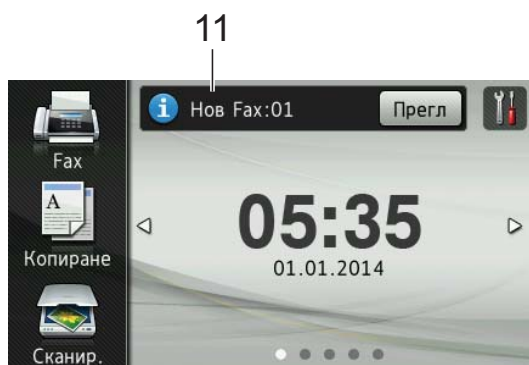 11
Нов Fax:01 Прегл
Fax
Копиране
Сканир.
05:35
01.01.2014